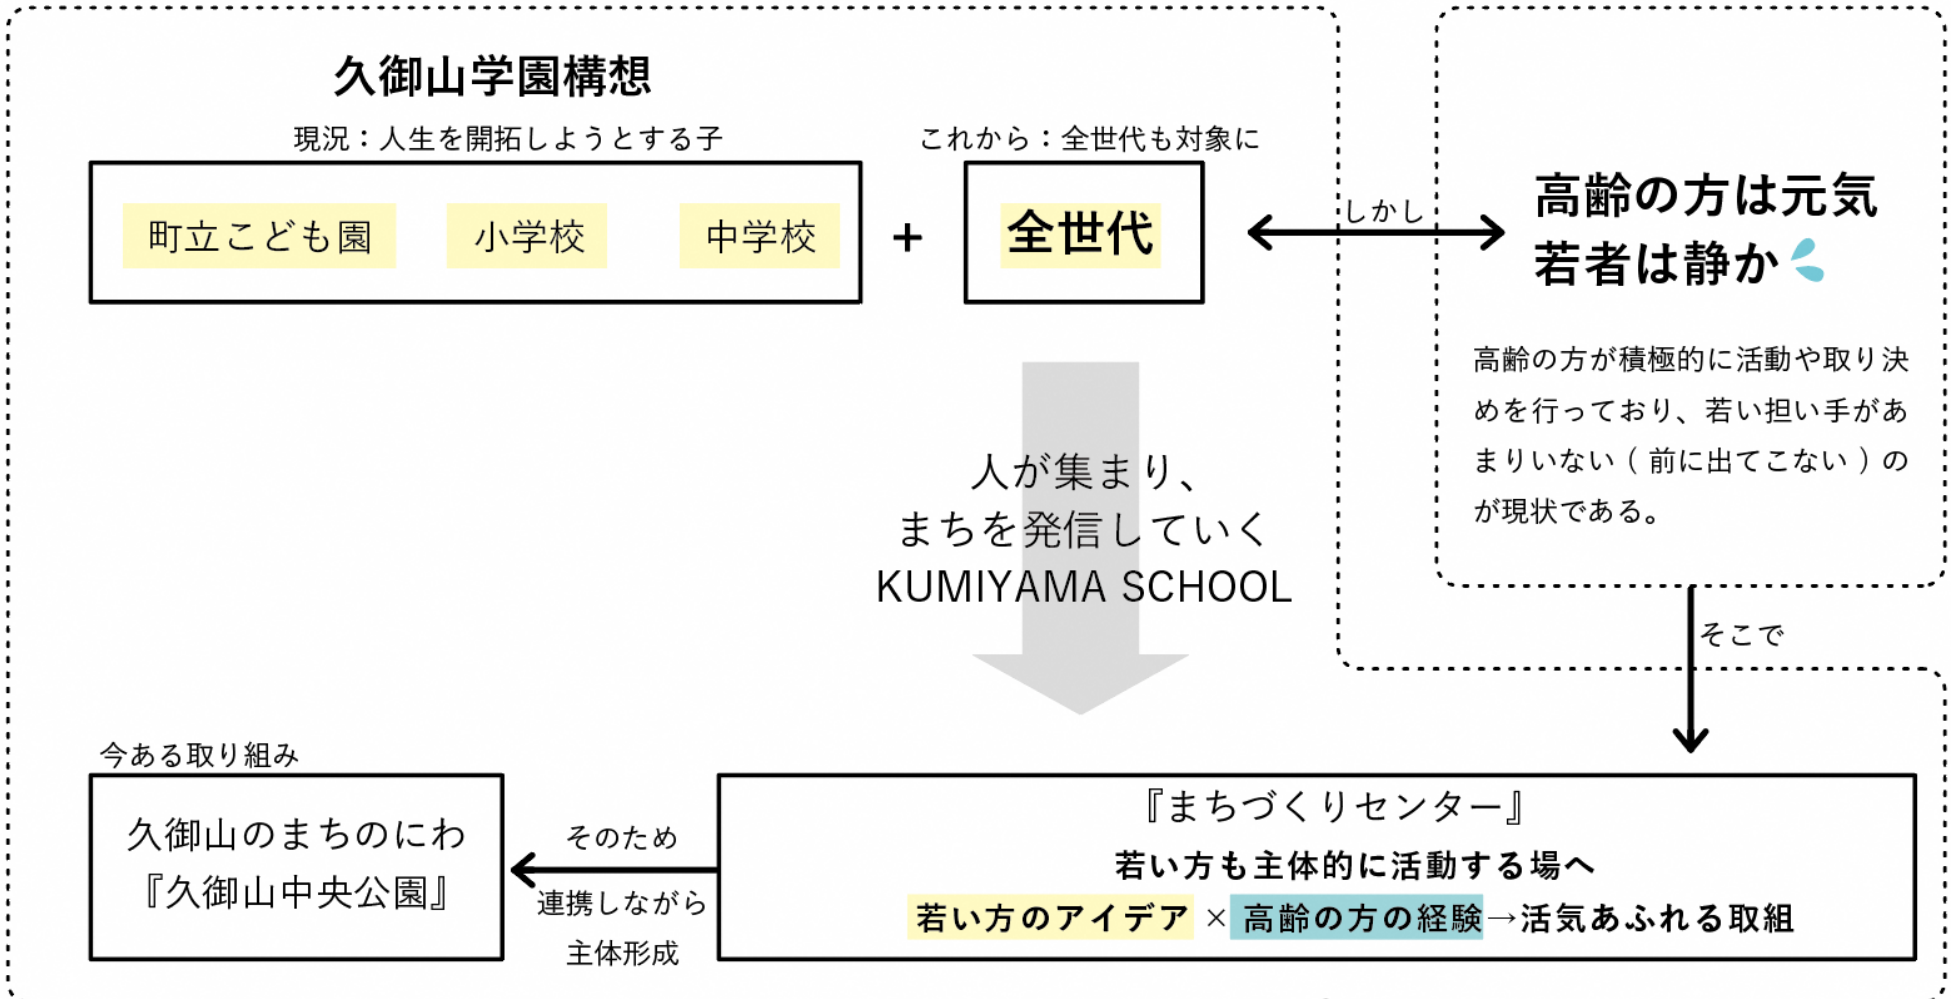 久御山学園構想
現況：人生を開拓しようとする子
町立こども園
小学校
中学校
+
これから：全世代も対象に
全世代
しかし
高齢の方は元気
若者は静か
高齢の方が積極的に活動や取り決
めを行っており、若い担い手があ
まりいない（前に出てこない）の
が現状である。
人が集まり、
まちを発信していく
KUMIYAMA SCHOOL
そこで
今ある取り組み
久御山のまちのにわ
『久御山中央公園』
そのため
連携しながら
主体形成
『まちづくりセンター』
若い方も主体的に活動する場へ
若い方のアイデア×高齢の方の経験→活気あふれる取組